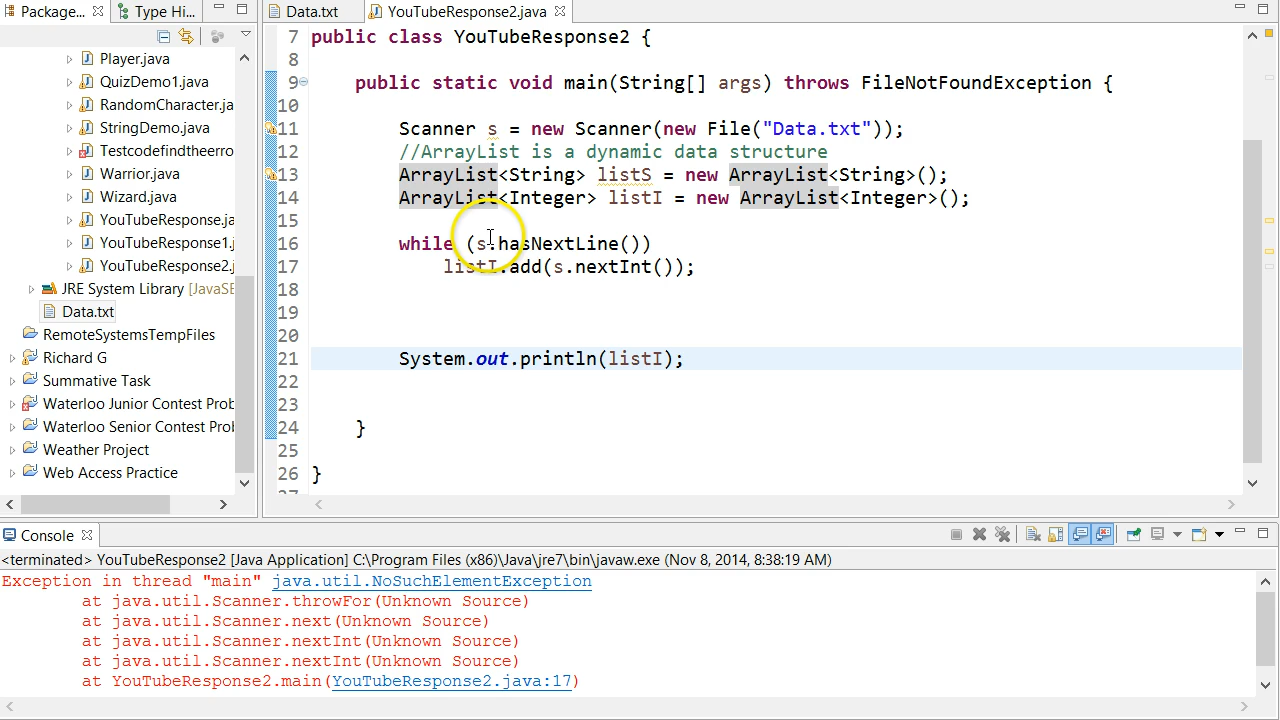 Package...
Type Hi...
Data.txt
YouTubeResponse2.java
Player.java
QuizDemo1.java
RandomCharacter.ja
StringDemo.java
Testcodefindtheerro
Warrior.java
Wizard.java
YouTubeResponse.ja
YouTubeResponse1.j
YouTubeResponse2.j
JRE System Library [JavaSE
Data.txt
RemoteSystemsTempFiles
Richard G
Summative Task
Waterloo Junior Contest Prob
Waterloo Senior Contest Prob
Weather Project
Web Access Practice
7 public class YouTubeResponse2 {
8
9 public static void main(String[] args) throws FileNotFoundException {
10
11 Scanner s = new Scanner(new File("Data.txt"));
12 //ArrayList is a dynamic data structure
13 ArrayList<String> listS = new ArrayList<String>();
14 ArrayList<Integer> listI = new ArrayList<Integer>();
15
16 while (s.hasNextLine())
17 listI.add(s.nextInt());
18
19
20
21 System.out.println(listI);
22
23
24 }
25
26 }
27
Console
<terminated> YouTubeResponse2 [Java Application] C:\Program Files (x86)\Java\jre7\bin\javaw.exe (Nov 8, 2014, 8:38:19 AM)
Exception in thread "main" java.util.NoSuchElementException
at java.util.Scanner.throwFor(Unknown Source)
at java.util.Scanner.next(Unknown Source)
at java.util.Scanner.nextInt(Unknown Source)
at java.util.Scanner.nextInt(Unknown Source)
at YouTubeResponse2.main(YouTubeResponse2.java:17)